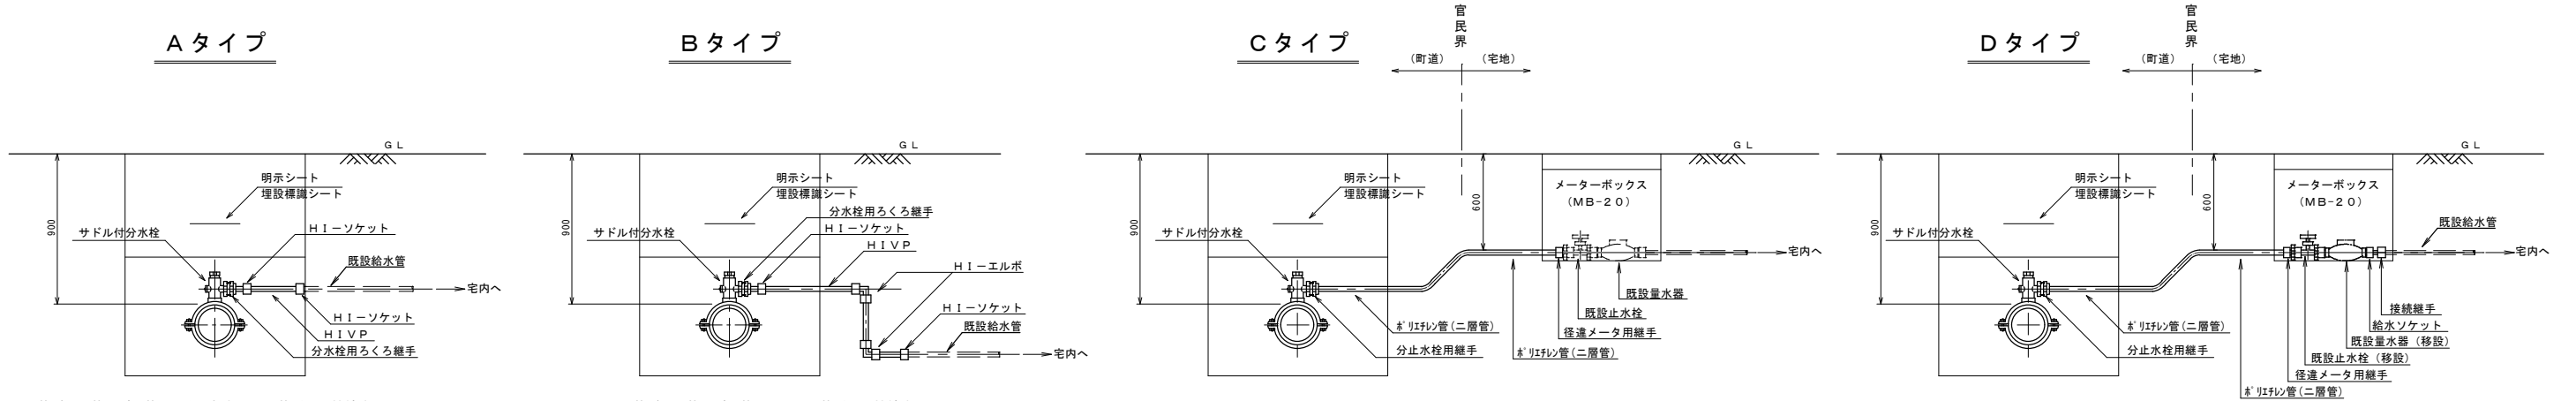 Aタイプ
GL
明示シート
埋設標識シート
900
サドル付分水栓
HI－ソケット
既設給水管
宅内へ
HI－ソケット
HIVP
分水栓用ろくろ継手
Bタイプ
GL
明示シート
埋設標識シート
900
分水栓用ろくろ継手
サドル付分水栓
HI－ソケット
HIVP
HI－エルボ
HI－ソケット
既設給水管
宅内へ
Cタイプ
官民界
(町道)
(宅地)
GL
明示シート
埋設標識シート
900
600
メーターボックス
(MB-20)
サドル付分水栓
宅内へ
既設量水器
既設止水栓
ポリエチレン管(二層管)
径違メータ用継手
分止水栓用継手
ポリエチレン管(二層管)
Dタイプ
官民界
(町道)
(宅地)
GL
明示シート
埋設標識シート
900
600
メーターボックス
(MB-20)
サドル付分水栓
既設給水管
宅内へ
接続継手
ポリエチレン管(二層管)
給水ソケット
既設量水器(移設)
分止水栓用継手
既設止水栓(移設)
径違メータ用継手
ポリエチレン管(二層管)